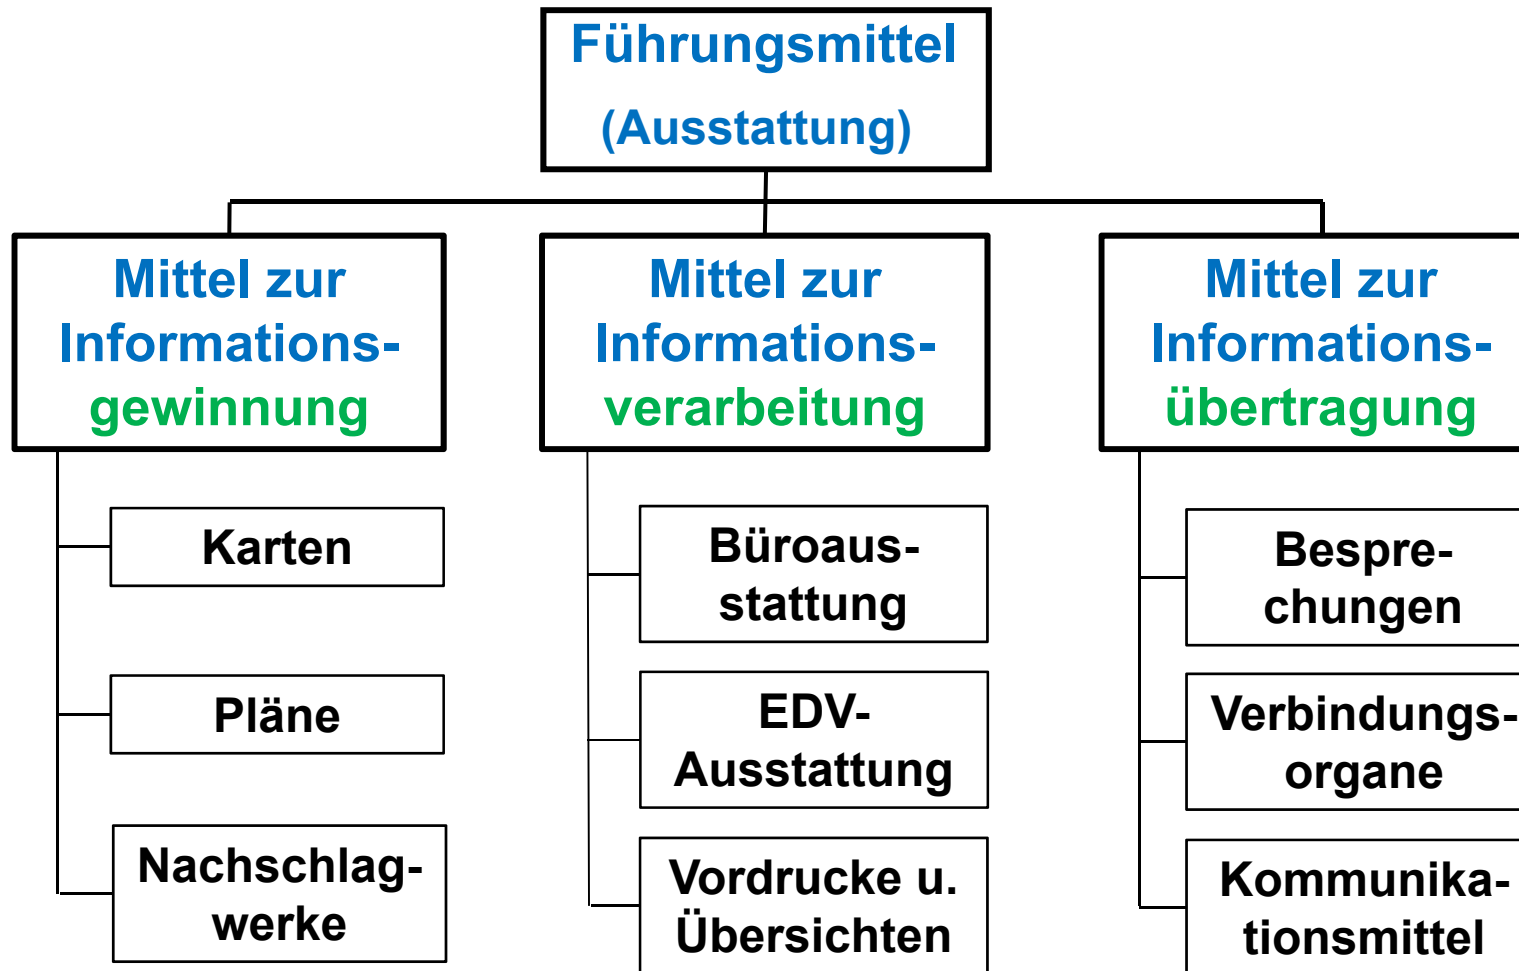 Führungsmittel
(Ausstattung)
Mittel zur
Informations-
gewinnung
Mittel zur
Informations-
verarbeitung
Mittel zur
Informations-
übertragung
Karten
Pläne
Nachschlag-
werke
Büroaus-
stattung
EDV-
Ausstattung
Vordrucke u.
Übersichten
Bespre-
chungen
Verbindungs-
organe
Kommunika-
tionsmittel